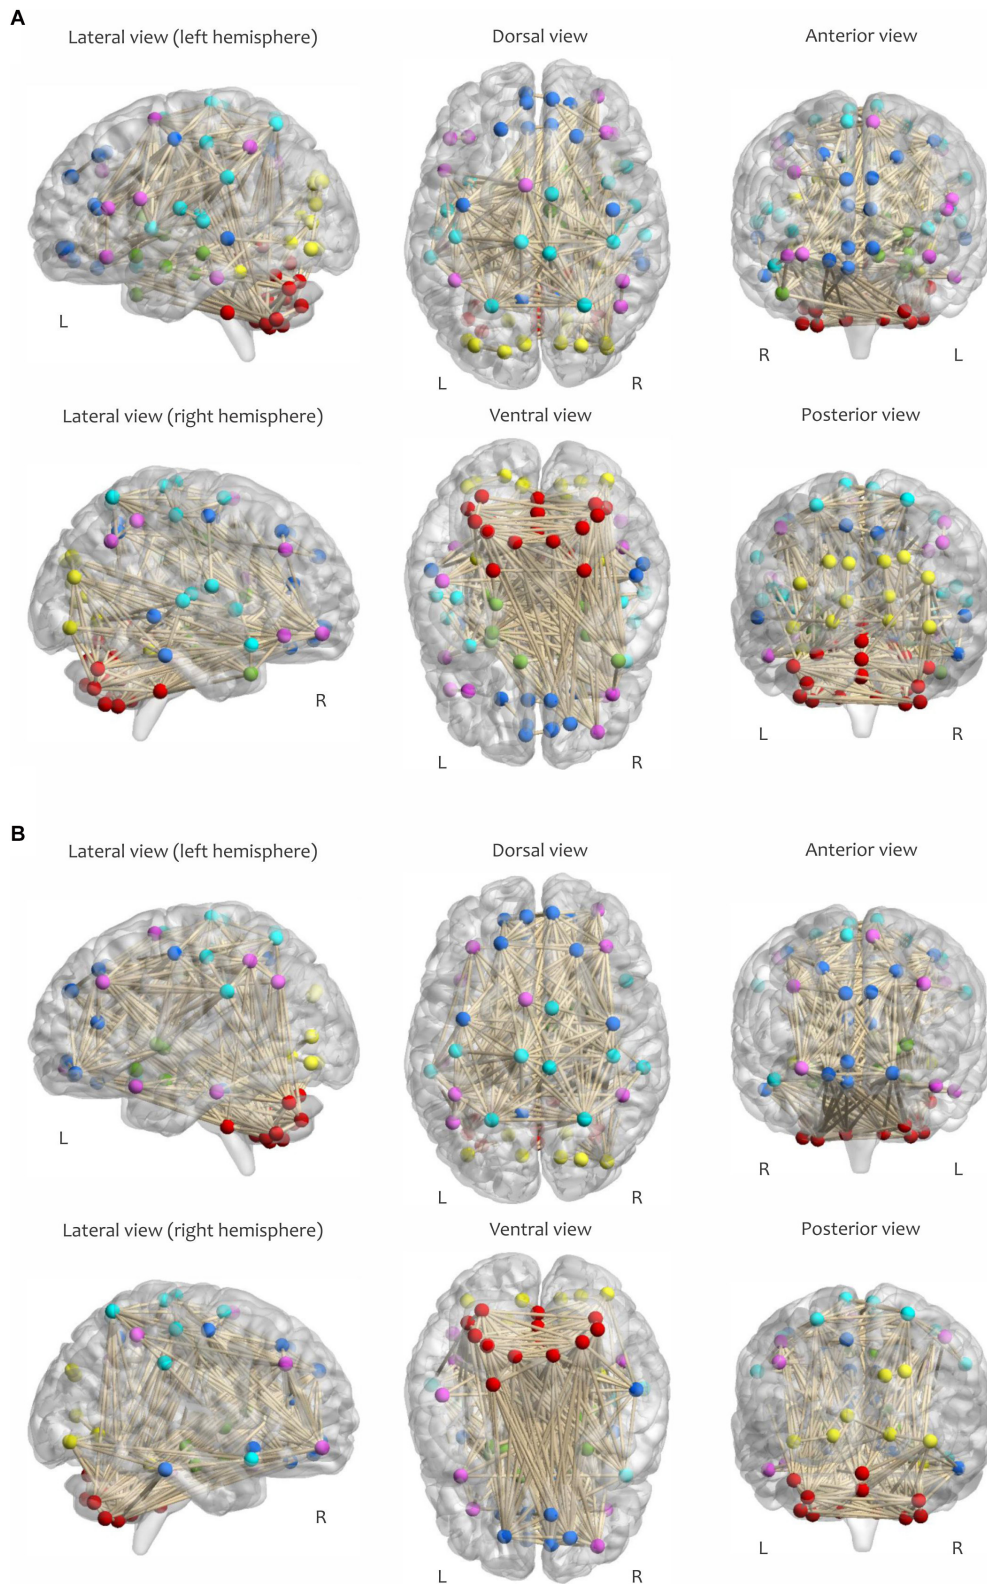 A
Lateral view (left hemisphere)
Dorsal view
Anterior view
L
L
R
R
L
Lateral view (right hemisphere)
Ventral view
Posterior view
R
L
R
L
R
B
Lateral view (left hemisphere)
Dorsal view
Anterior view
L
L
R
R
L
Lateral view (right hemisphere)
Ventral view
Posterior view
R
L
R
L
R